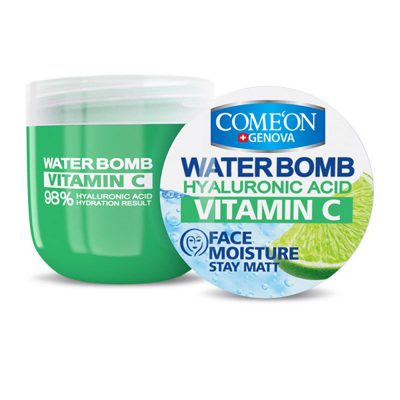 WATER BOMB
VITAMIN C
98% HYALURONIC ACID
HYDRATION RESULT
COME'ON
GENOVA
WATER BOMB
HYALURONIC ACID
VITAMIN C
FACE
MOISTURE
STAY MATT